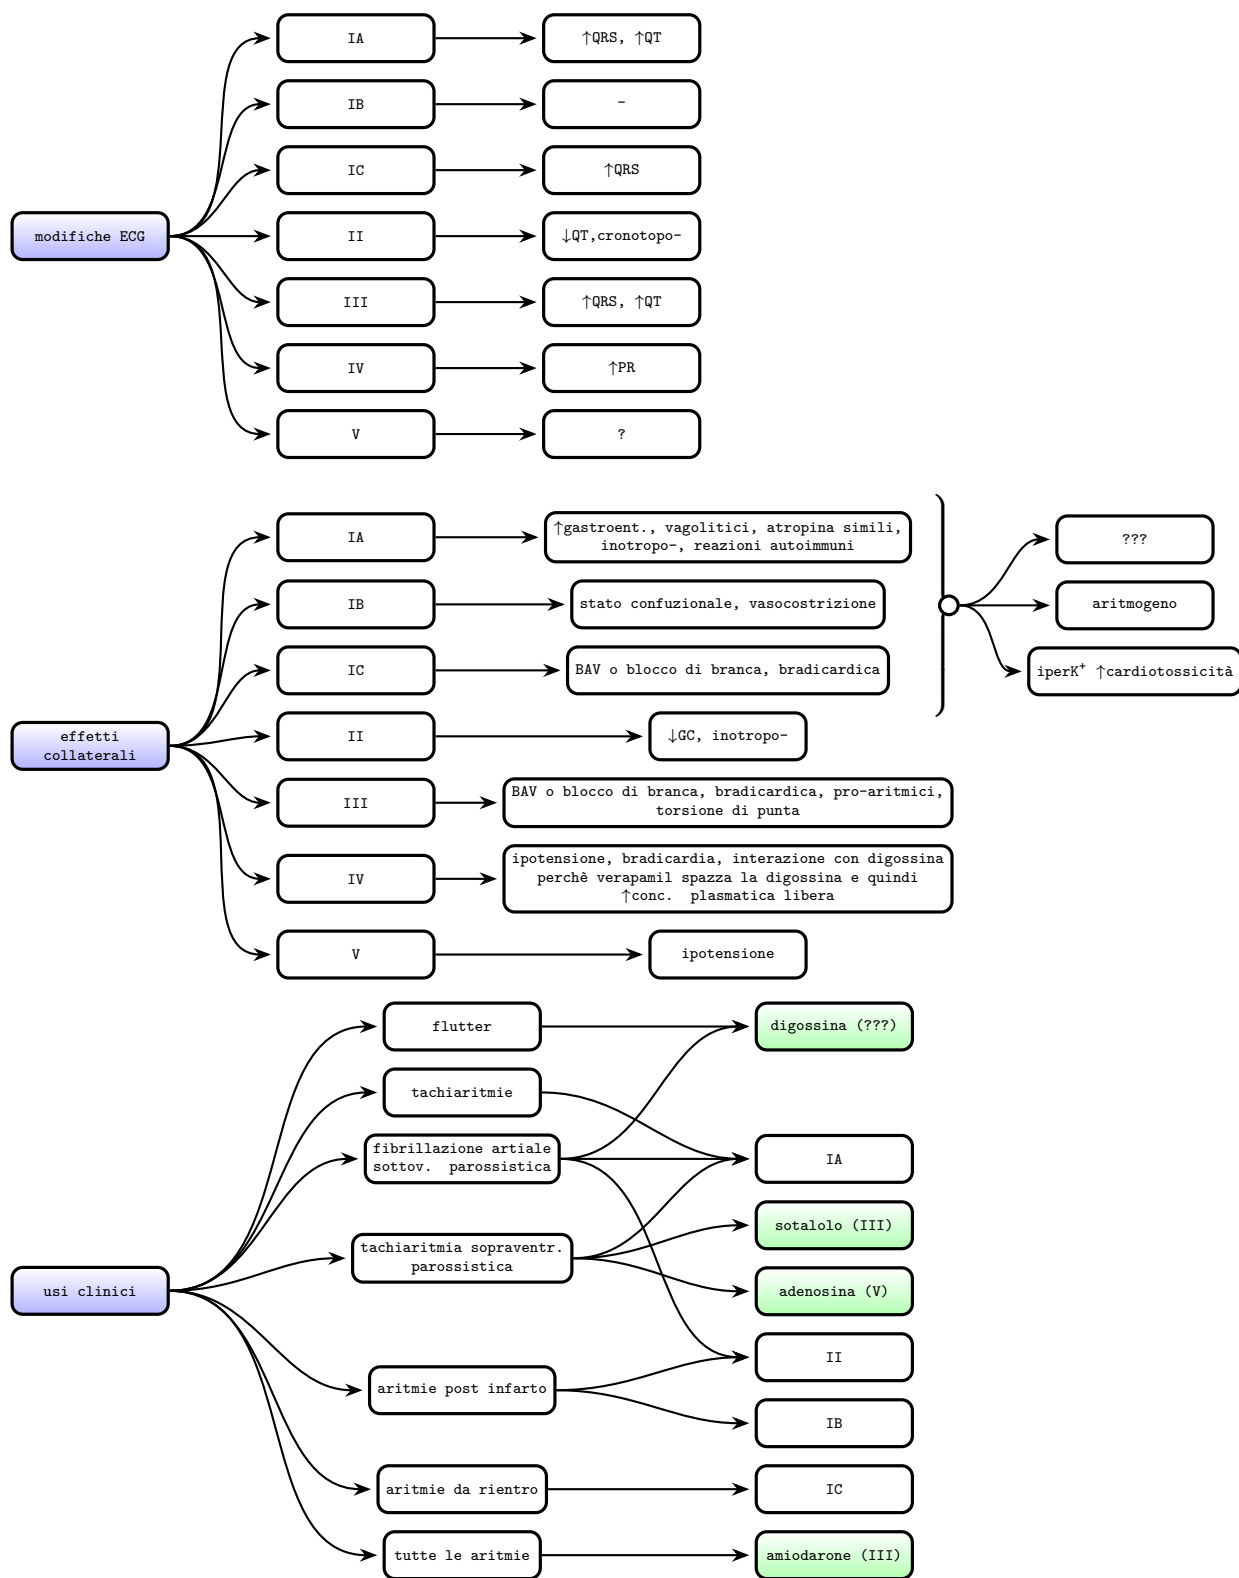 modifiche ECG
IA
↑QRS, ↑QT
IB
-
IC
↑QRS
II
↓QT,cronotopo-
III
↑QRS, ↑QT
IV
↑PR
V
?
effetti
collaterali
IA
↑gastroent., vagolitici, atropina simili,
inotropo-, reazioni autoimmuni
IB
stato confuzionale, vasocostrizione
IC
BAV o blocco di branca, bradicardica
???
aritmogeno
iperK⁺ ↑cardiotossicità
II
↓GC, inotropo-
III
BAV o blocco di branca, bradicardica, pro-aritmici,
torsione di punta
IV
ipotensione, bradicardia, interazione con digossina
perchè verapamil spazza la digossina e quindi
↑conc. plasmatica libera
V
ipotensione
usi clinici
flutter
tachiaritmie
fibrillazione artiale
sottov. parossistica
tachiaritmia sopraventr.
parossistica
aritmie post infarto
aritmie da rientro
tutte le aritmie
digossina (???)
IA
sotalolo (III)
adenosina (V)
II
IB
IC
amiodarone (III)